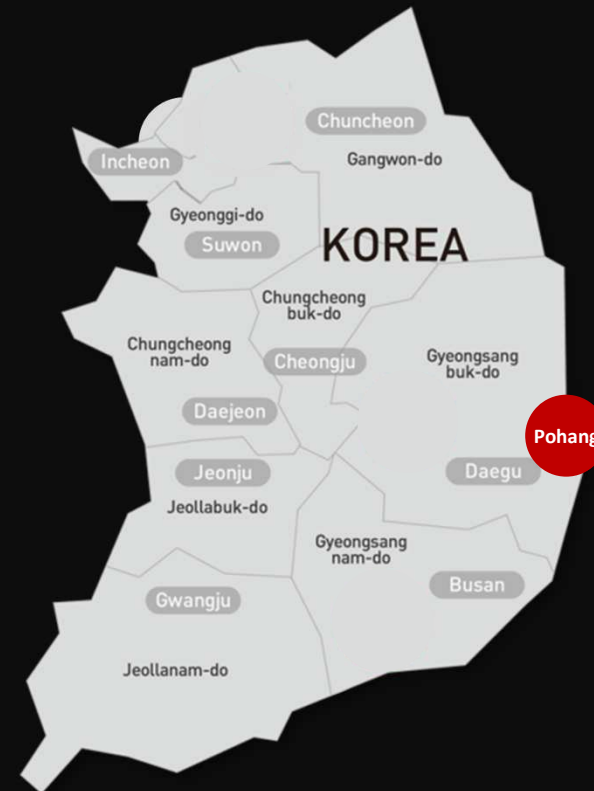 Chuncheon
Incheon
Gangwon-do
Gyeonggi-do
Suwon
KOREA
Chungcheong
buk-do
Chungcheong
nam-do
Cheongju
Gyeongsang
buk-do
Daejeon
Pohang
Jeonju
Daegu
Jeollabuk-do
Gyeongsang
nam-do
Busan
Gwangju
Jeollanam-do